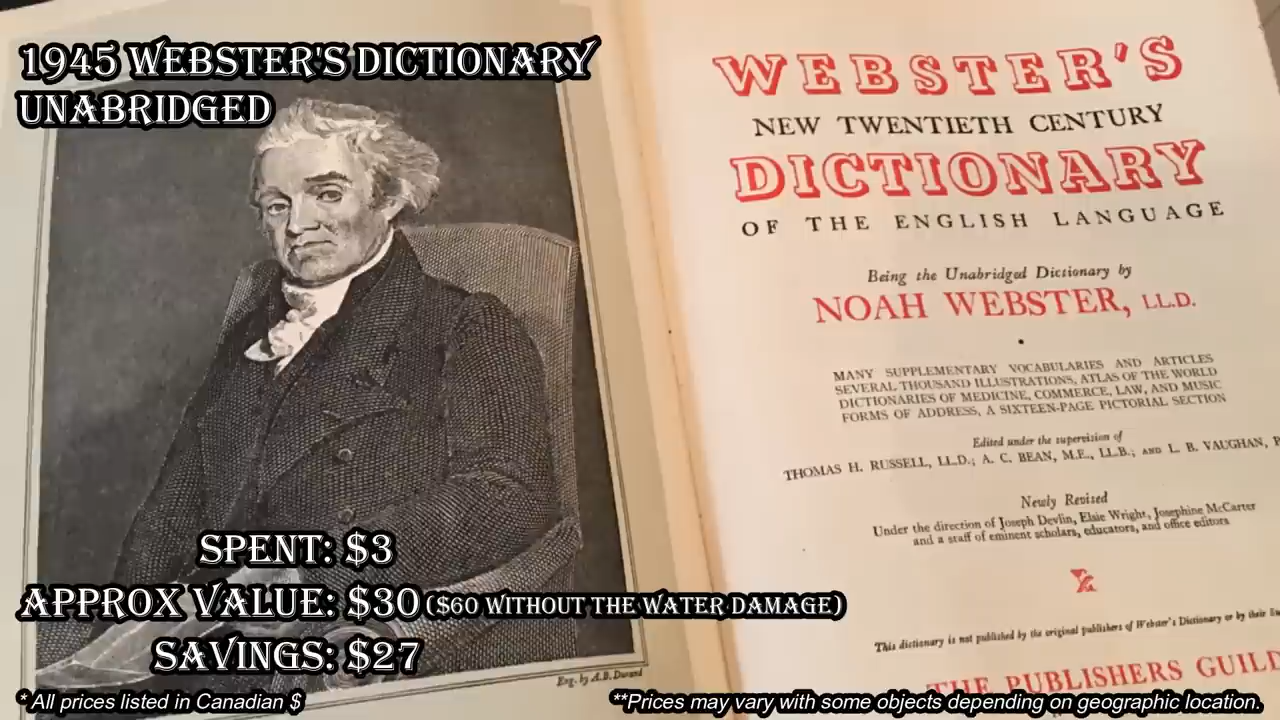 1945 WEBSTER'S DICTIONARY
UNABRIDGED
WEBSTER'S
NEW TWENTIETH CENTURY
DICTIONARY
OF THE ENGLISH LANGUAGE
Being the Unabridged Dictionary by
NOAH WEBSTER, LL.D.
MANY SUPPLEMENTARY VOCABULARIES AND ARTICLES
SEVERAL THOUSAND ILLUSTRATIONS, ATLAS OF THE WORLD
DICTIONARIES OF MEDICINE, COMMERCE, LAW, AND MUSIC
FORMS OF ADDRESS, A SIXTEEN-PAGE PICTORIAL SECTION
Edited under the supervision of
THOMAS H. RUSSELL, LL.D.; A. C. BEAN, M.E., LL.B.; AND L. B. VAUGHAN,
Newly Revised
Under the direction of Joseph Devlin, Elsie Wright, Josephine McCarter
and a staff of eminent scholars, educators, and office editors
This dictionary is not published by the original publishers of Webster's Dictionary or by their
THE PUBLISHERS GUILD
Eng. by A.B. Durand
SPENT: $3
APPROX VALUE: $30 ($60 WITHOUT THE WATER DAMAGE)
SAVINGS: $27
* All prices listed in Canadian $
**Prices may vary with some objects depending on geographic location.